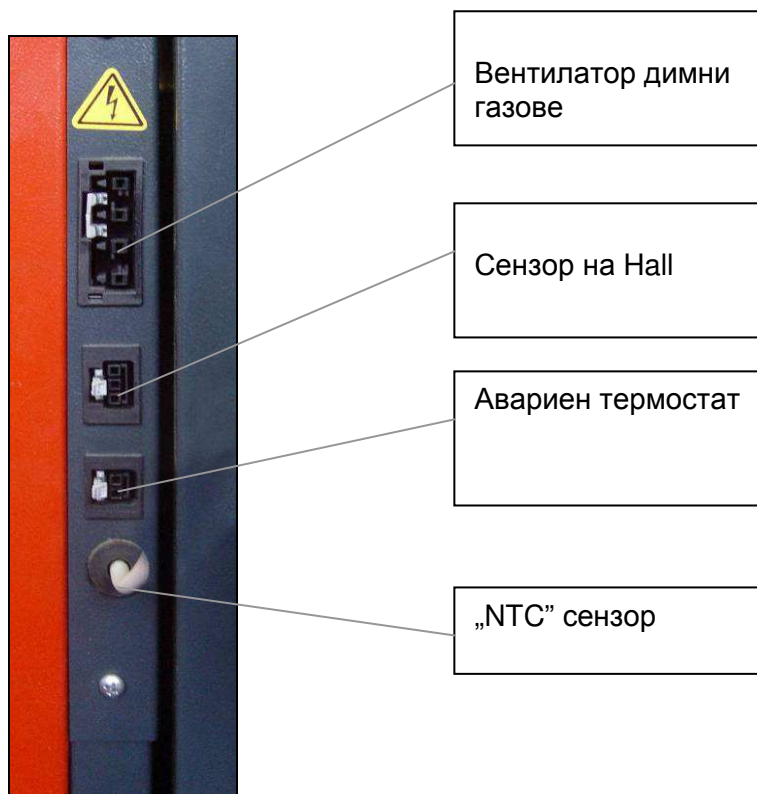 Вентилатор димни
газове
Сензор на Hall
Авариен термостат
„NTC” сензор